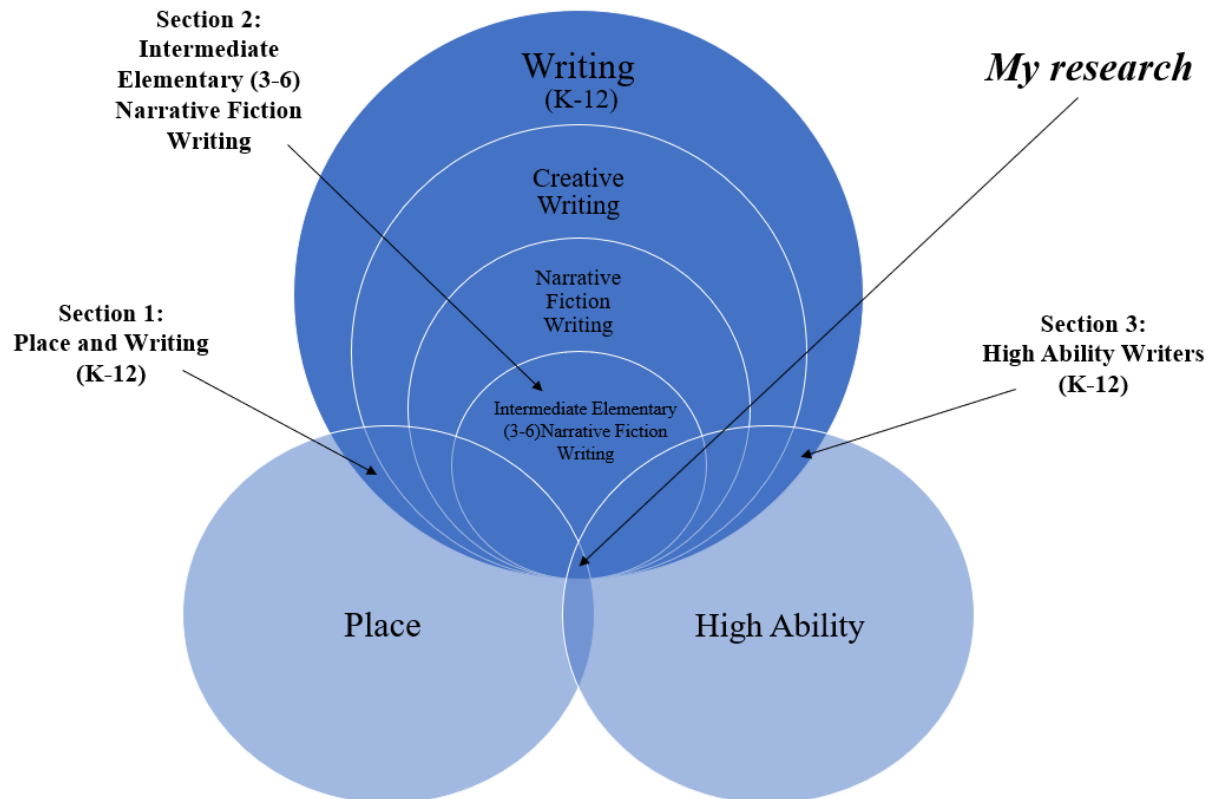 Section 2:
Intermediate
Elementary (3-6)
Narrative Fiction
Writing
Writing
(K-12)
My research
Creative
Writing
Narrative
Fiction
Writing
Section 1:
Place and Writing
(K-12)
Section 3:
High Ability Writers
(K-12)
Intermediate Elementary
(3-6)Narrative Fiction
Writing
Place
High Ability